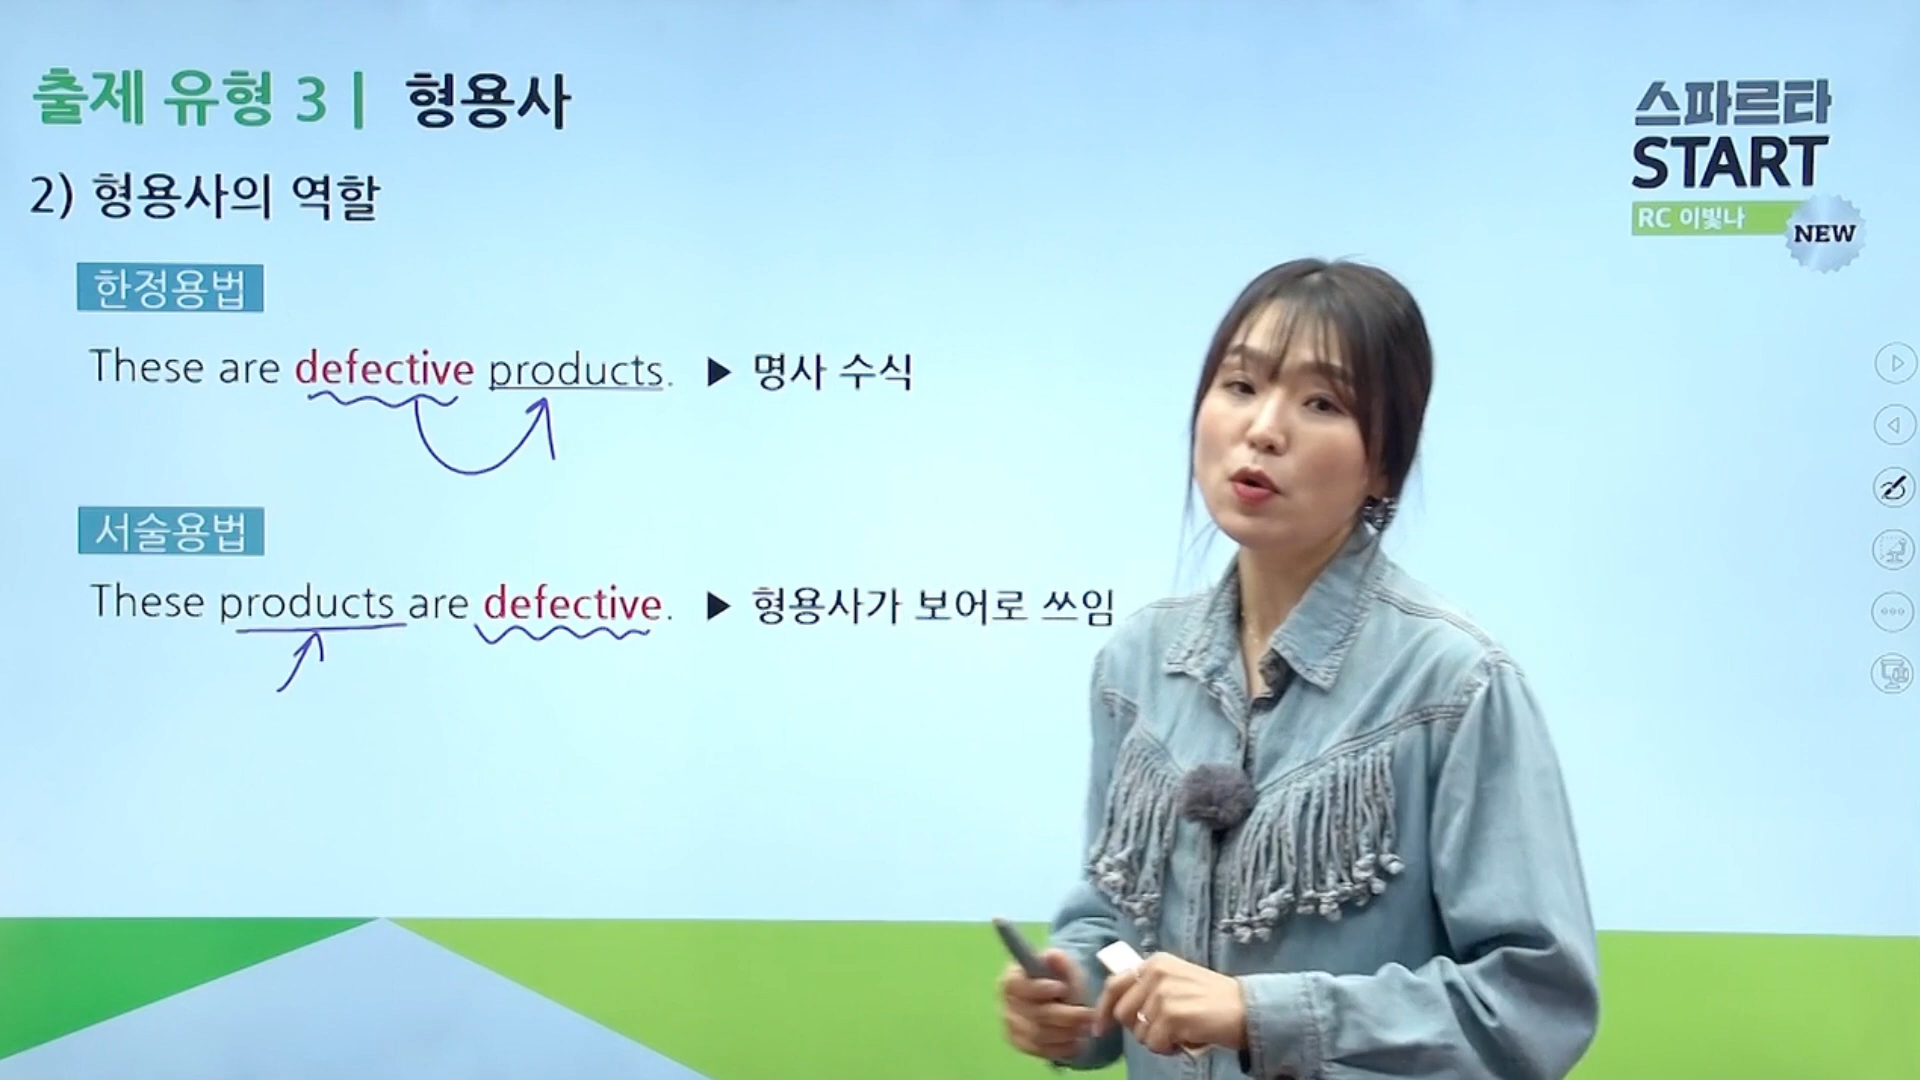 출제 유형 3 | 형용사
2) 형용사의 역할
한정용법
These are defective products. ▶ 명사 수식
서술용법
These products are defective. ▶ 형용사가 보어로 쓰임
스파르타
START
RC 이빛나
NEW